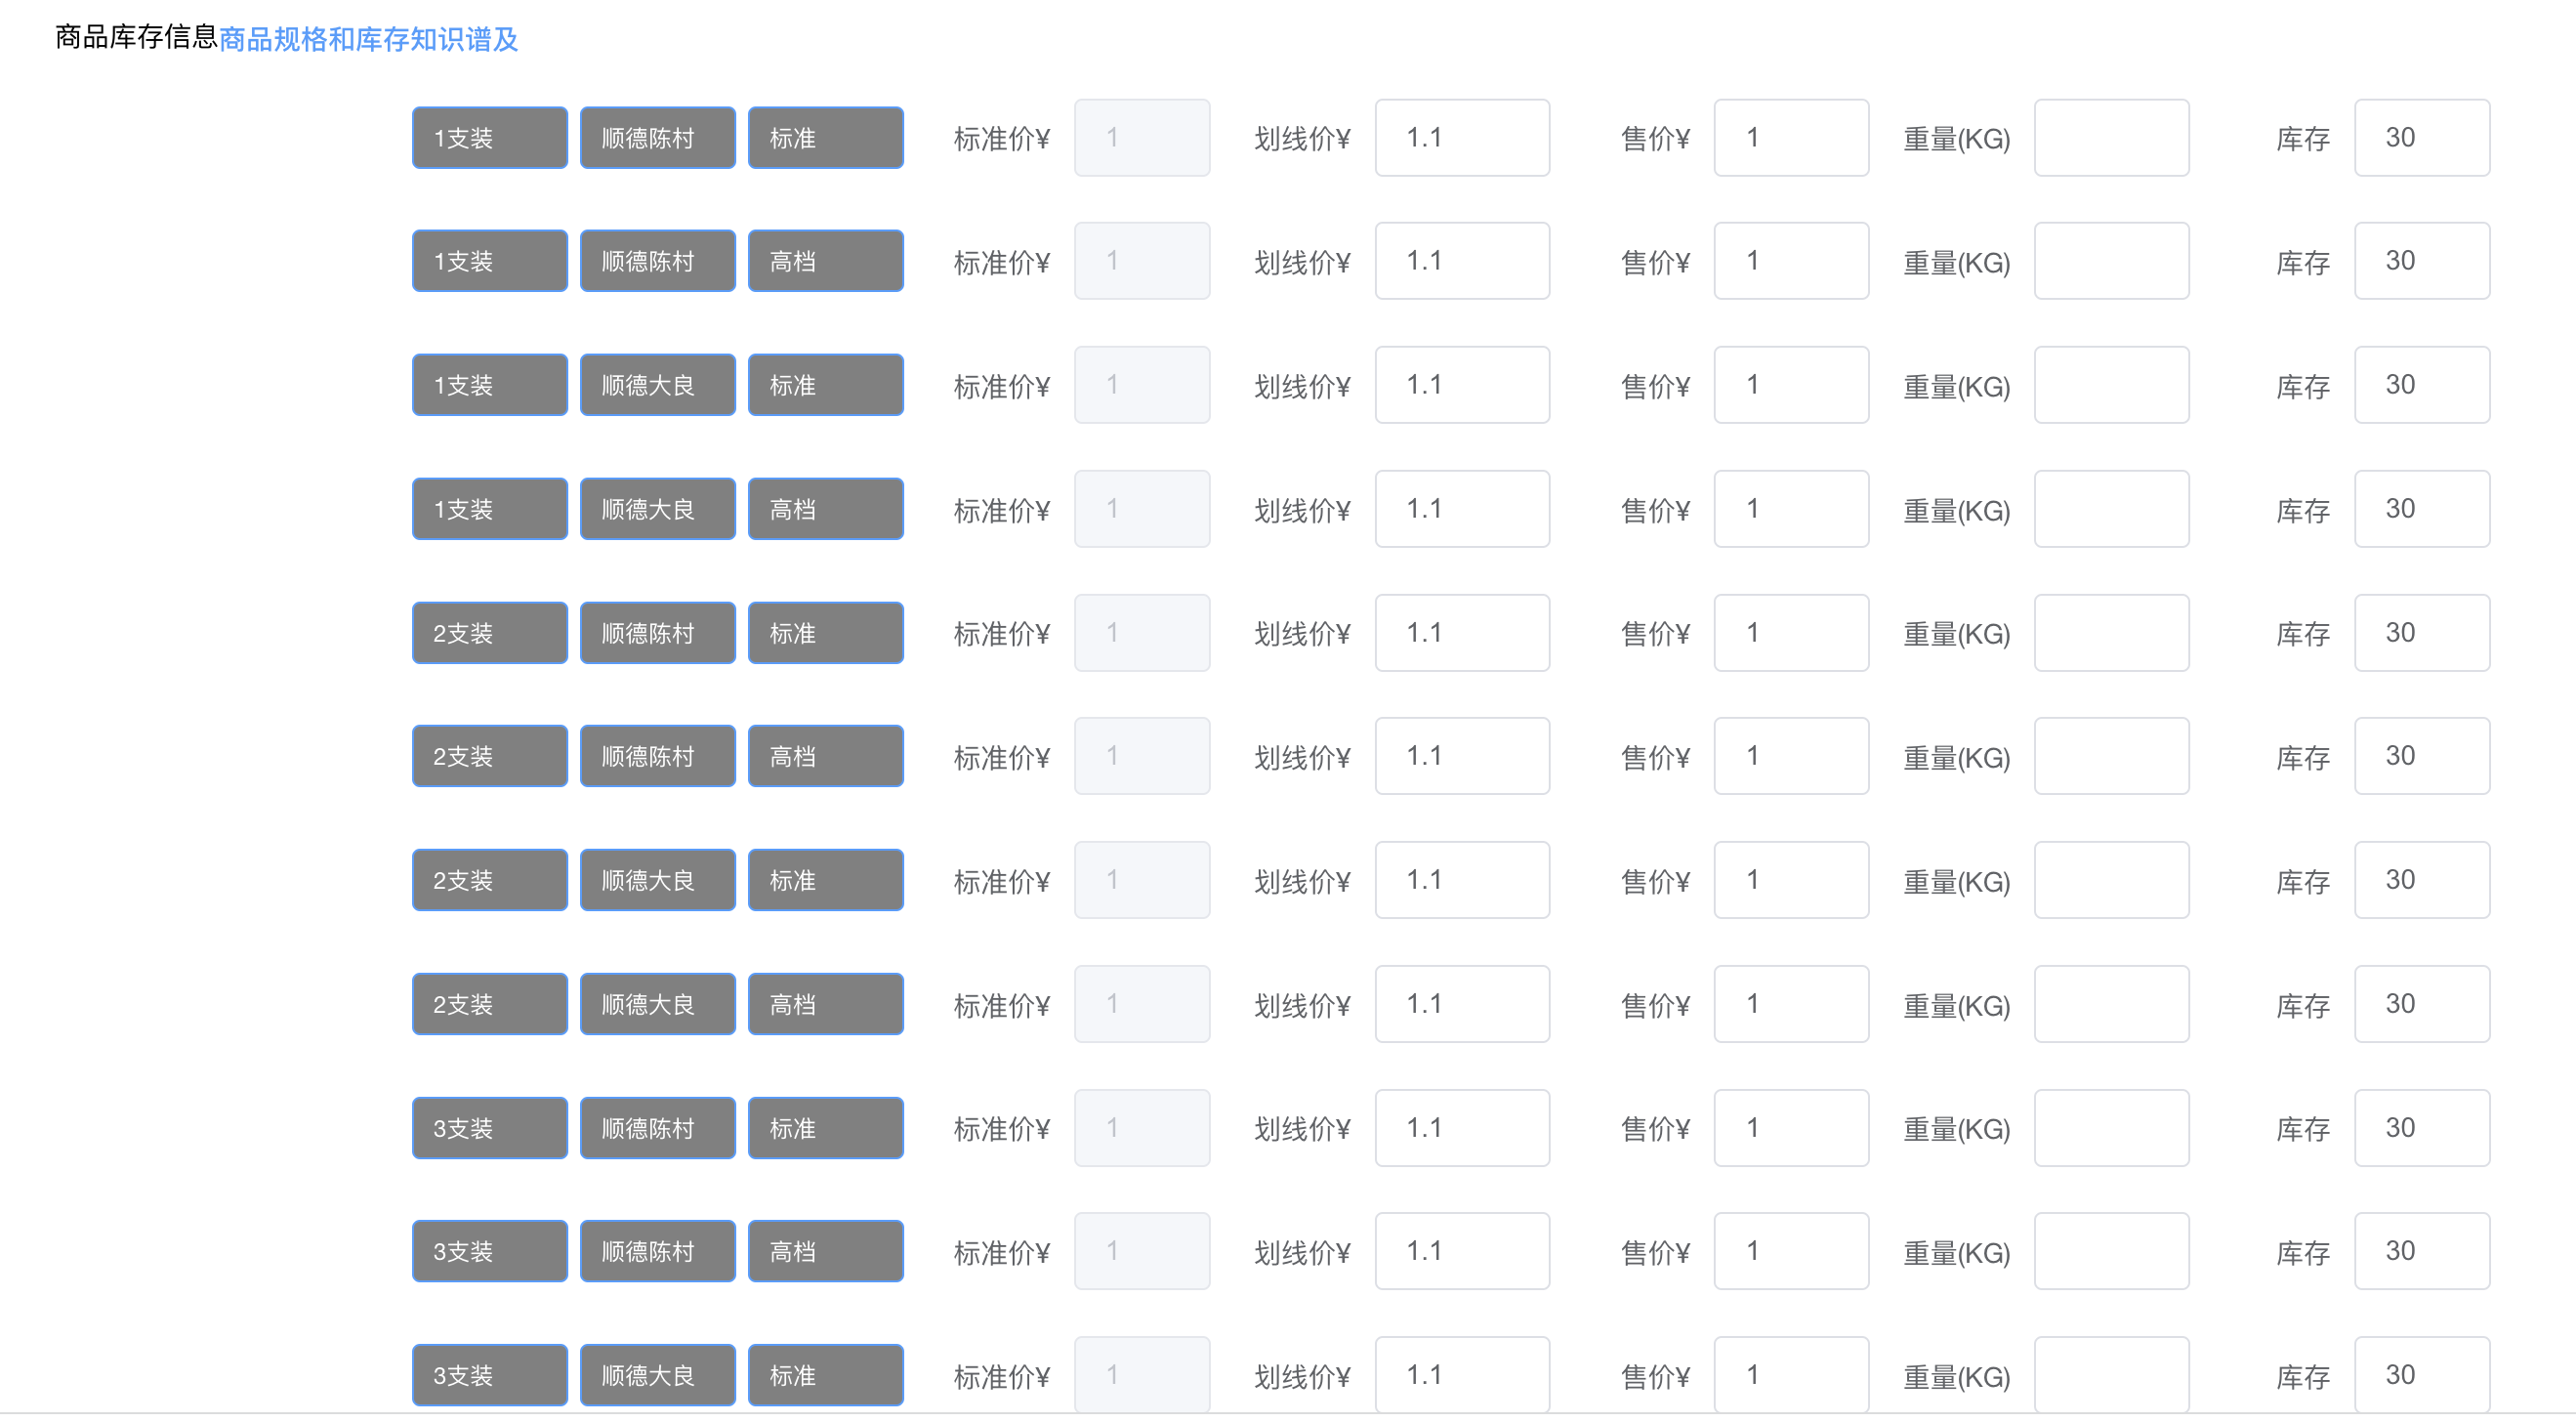 商品库存信息商品规格和库存知识谱及
1支装 顺德陈村 标准 标准价¥ 1 划线价¥ 1.1 售价¥ 1 重量(KG) 库存 30
1支装 顺德陈村 高档 标准价¥ 1 划线价¥ 1.1 售价¥ 1 重量(KG) 库存 30
1支装 顺德大良 标准 标准价¥ 1 划线价¥ 1.1 售价¥ 1 重量(KG) 库存 30
1支装 顺德大良 高档 标准价¥ 1 划线价¥ 1.1 售价¥ 1 重量(KG) 库存 30
2支装 顺德陈村 标准 标准价¥ 1 划线价¥ 1.1 售价¥ 1 重量(KG) 库存 30
2支装 顺德陈村 高档 标准价¥ 1 划线价¥ 1.1 售价¥ 1 重量(KG) 库存 30
2支装 顺德大良 标准 标准价¥ 1 划线价¥ 1.1 售价¥ 1 重量(KG) 库存 30
2支装 顺德大良 高档 标准价¥ 1 划线价¥ 1.1 售价¥ 1 重量(KG) 库存 30
3支装 顺德陈村 标准 标准价¥ 1 划线价¥ 1.1 售价¥ 1 重量(KG) 库存 30
3支装 顺德陈村 高档 标准价¥ 1 划线价¥ 1.1 售价¥ 1 重量(KG) 库存 30
3支装 顺德大良 标准 标准价¥ 1 划线价¥ 1.1 售价¥ 1 重量(KG) 库存 30